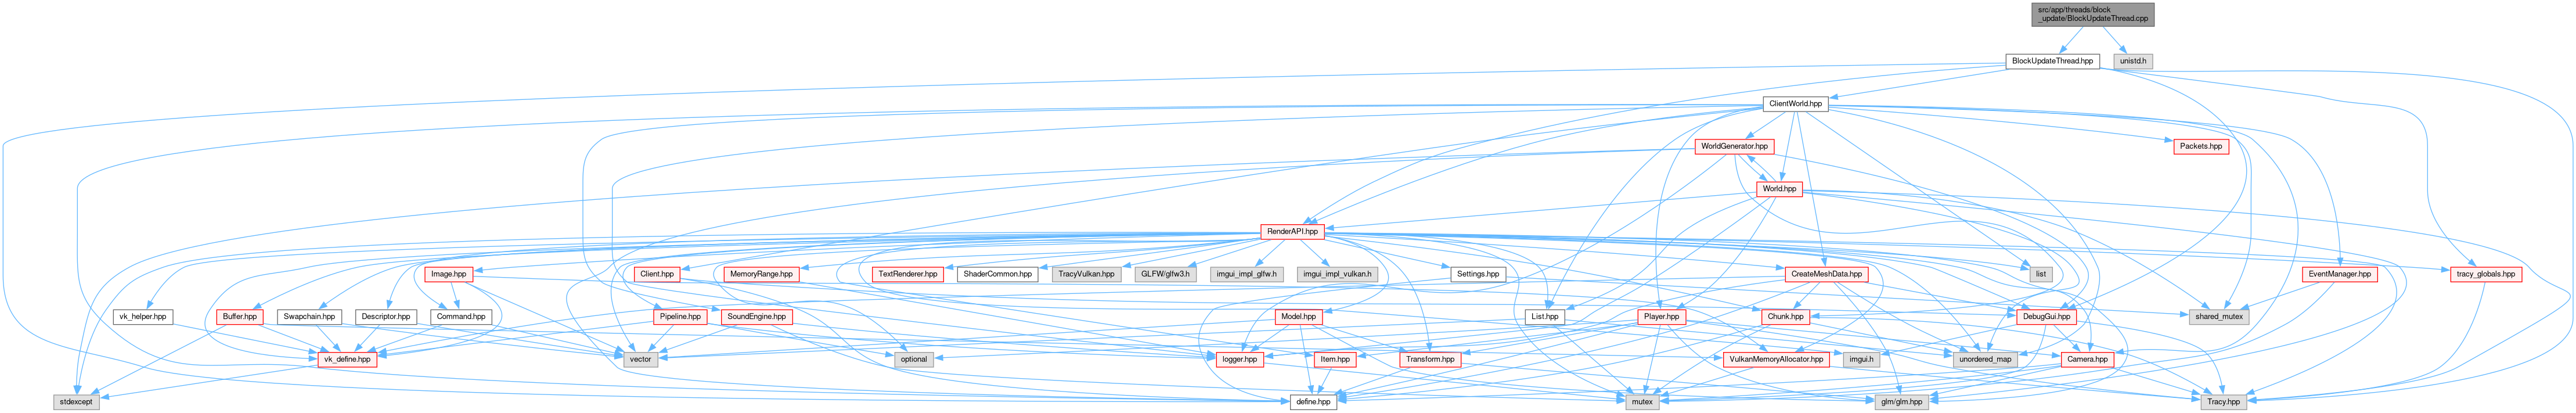 src/app/threads/block
_update/BlockUpdateThread.cpp
BlockUpdateThread.hpp
unistd.h
ClientWorld.hpp
WorldGenerator.hpp
Packets.hpp
World.hpp
RenderAPI.hpp
Image.hpp
Client.hpp
MemoryRange.hpp
TextRenderer.hpp
ShaderCommon.hpp
TracyVulkan.hpp
GLFW/glfw3.h
imgui_impl_glfw.h
imgui_impl_vulkan.h
Settings.hpp
CreateMeshData.hpp
list
EventManager.hpp
tracy_globals.hpp
vk_helper.hpp
Buffer.hpp
Swapchain.hpp
Descriptor.hpp
Command.hpp
Pipeline.hpp
SoundEngine.hpp
Model.hpp
List.hpp
Player.hpp
Chunk.hpp
DebugGui.hpp
shared_mutex
vk_define.hpp
vector
optional
logger.hpp
Item.hpp
Transform.hpp
VulkanMemoryAllocator.hpp
imgui.h
unordered_map
Camera.hpp
stdexcept
define.hpp
mutex
glm/glm.hpp
Tracy.hpp